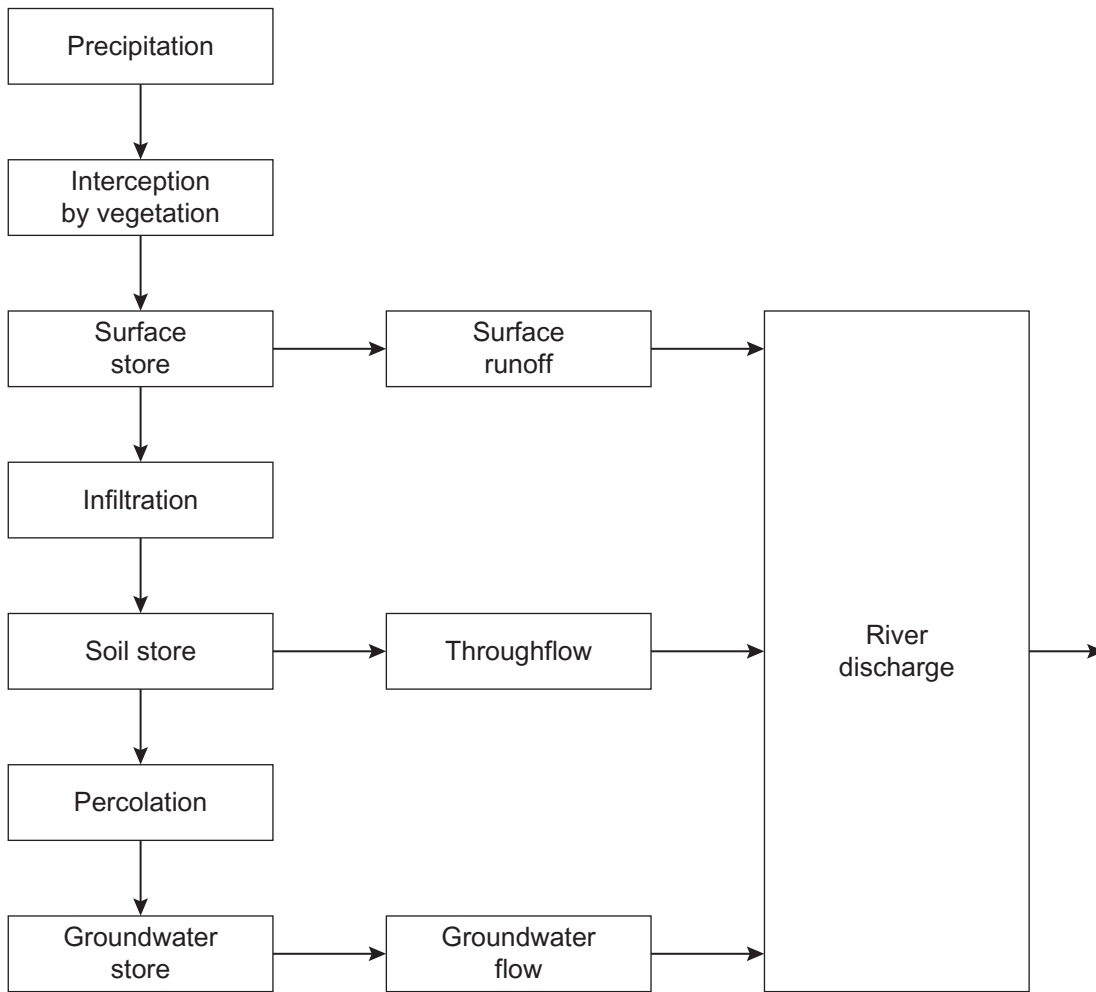 Precipitation
Interception
by vegetation
Surface
store
Surface
runoff
Infiltration
Soil store
Throughflow
River
discharge
Percolation
Groundwater
store
Groundwater
flow